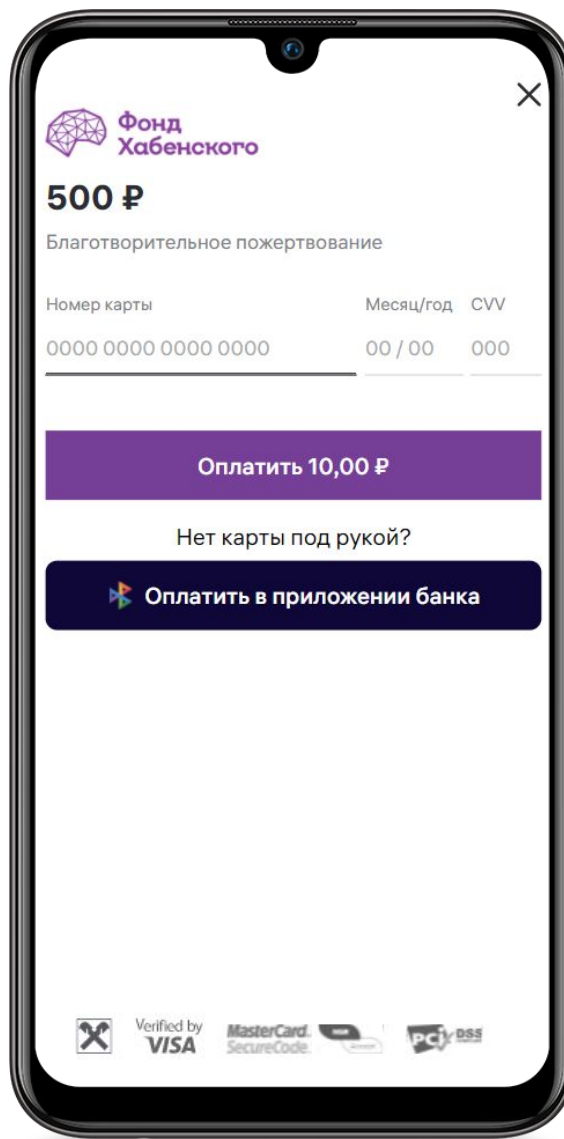 Фонд
Хабенского
500 ₽
Благотворительное пожертвование
Номер карты Месяц/год CVV
0000 0000 0000 0000 00 / 00 000
Оплатить 10,00 ₽
Нет карты под рукой?
Оплатить в приложении банка
Verified by
VISA
MasterCard.
SecureCode.
PCI DSS